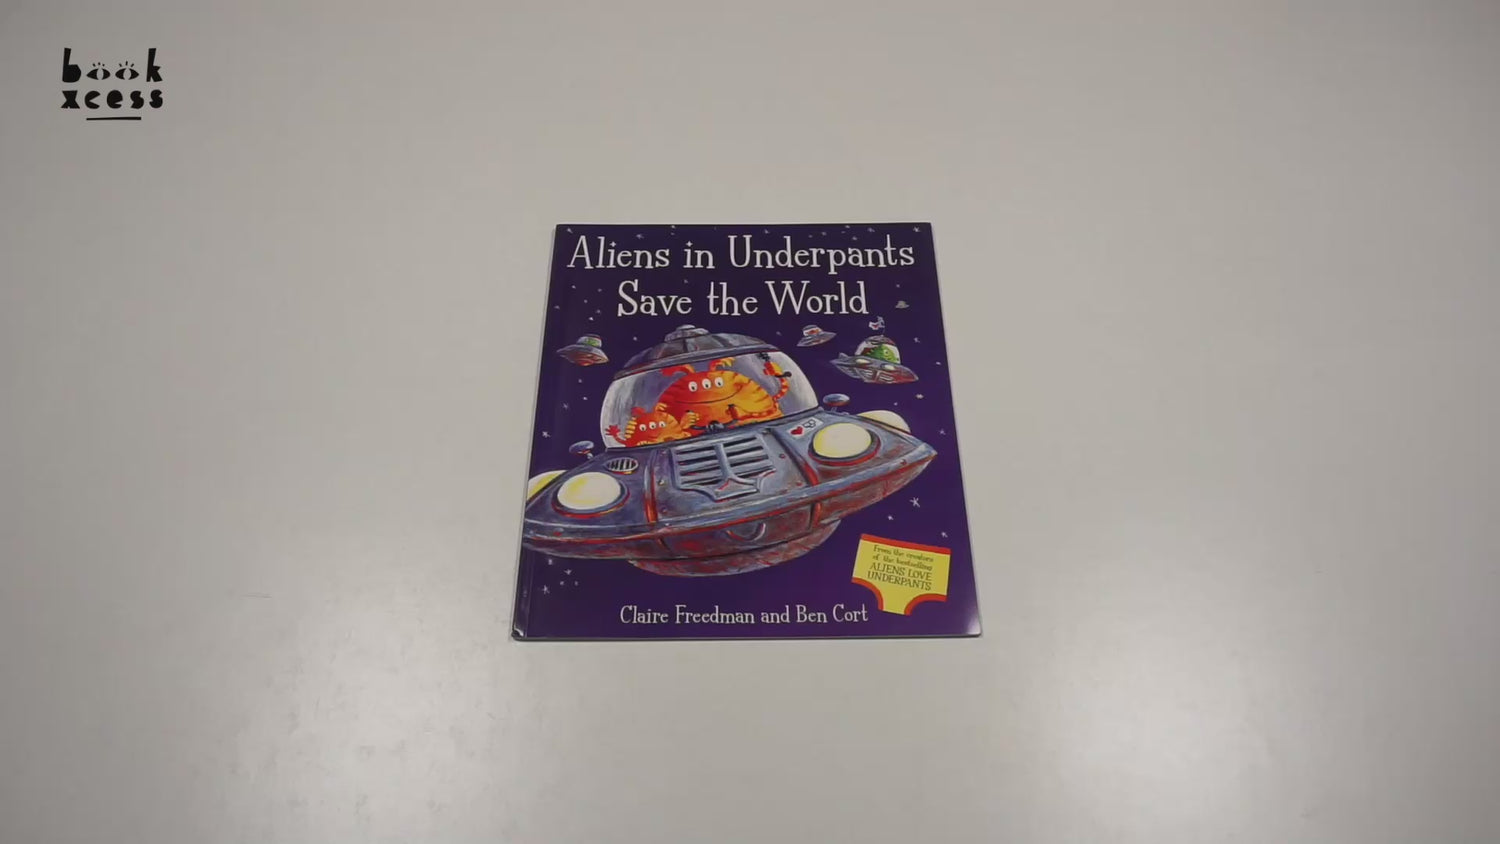 book
xcess
Aliens in Underpants
Save the World
From the creators
of the bestselling
ALIENS LOVE
UNDERPANTS
Claire Freedman and Ben Cort